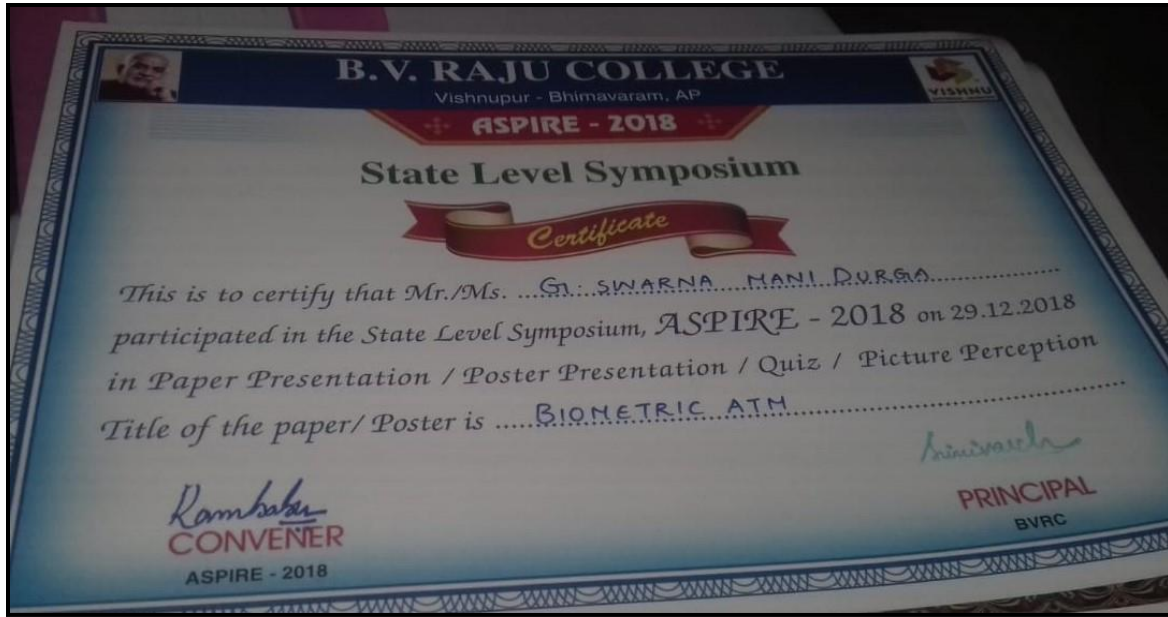 B.V. RAJU COLLEGE
Vishnupur - Bhimavaram, AP
VISHNU
ASPIRE - 2018
State Level Symposium
Certificate
This is to certify that Mr./Ms. ....G. SWARNA MANI DURGA....
participated in the State Level Symposium, ASPIRE - 2018 on 29.12.2018
in Paper Presentation / Poster Presentation / Quiz / Picture Perception
Title of the paper/ Poster is .....BIOMETRIC ATM.....
Rambabu
CONVENER
ASPIRE - 2018
PRINCIPAL
BVRC